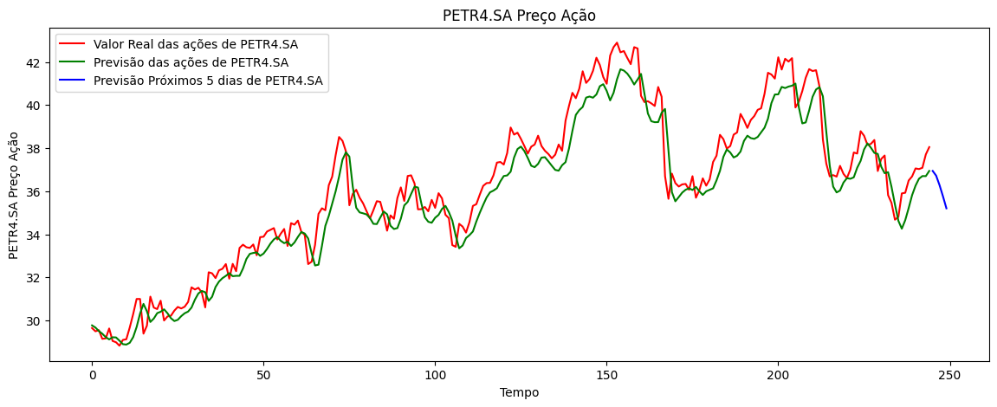 PETR4.SA Preço Ação
Valor Real das ações de PETR4.SA
Previsão das ações de PETR4.SA
Previsão Próximos 5 dias de PETR4.SA
PETR4.SA Preço Ação
42
40
38
36
34
32
30
0
50
100
150
200
250
Tempo